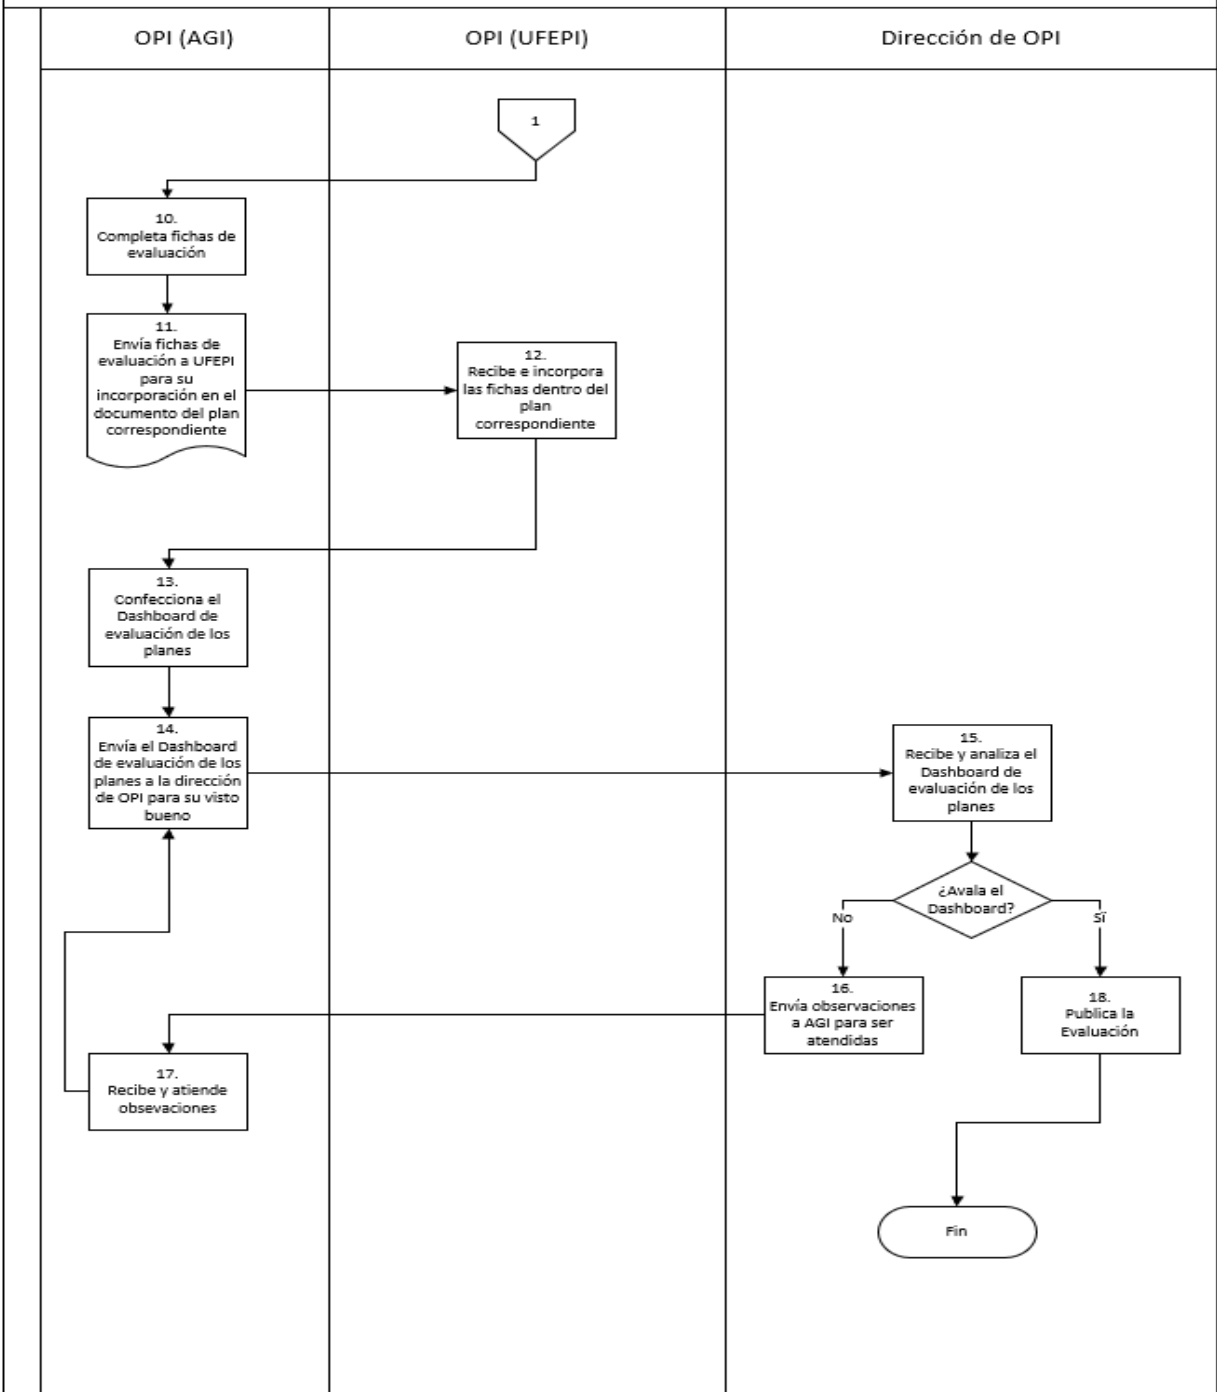 OPI (AGI)
OPI (UFEPI)
Dirección de OPI
1
10.
Completa fichas de
evaluación
11.
Envía fichas de
evaluación a UFEPI
para su
incorporación en el
documento del plan
correspondiente
12.
Recibe e incorpora
las fichas dentro del
plan
correspondiente
13.
Confecciona el
Dashboard de
evaluación de los
planes
14.
Envía el Dashboard
de evaluación de los
planes a la dirección
de OPI para su visto
bueno
15.
Recibe y analiza el
Dashboard de
evaluación de los
planes
¿Avala el
Dashboard?
No
Sï
16.
Envía observaciones
a AGI para ser
atendidas
18.
Publica la
Evaluación
17.
Recibe y atiende
obsevaciones
Fin